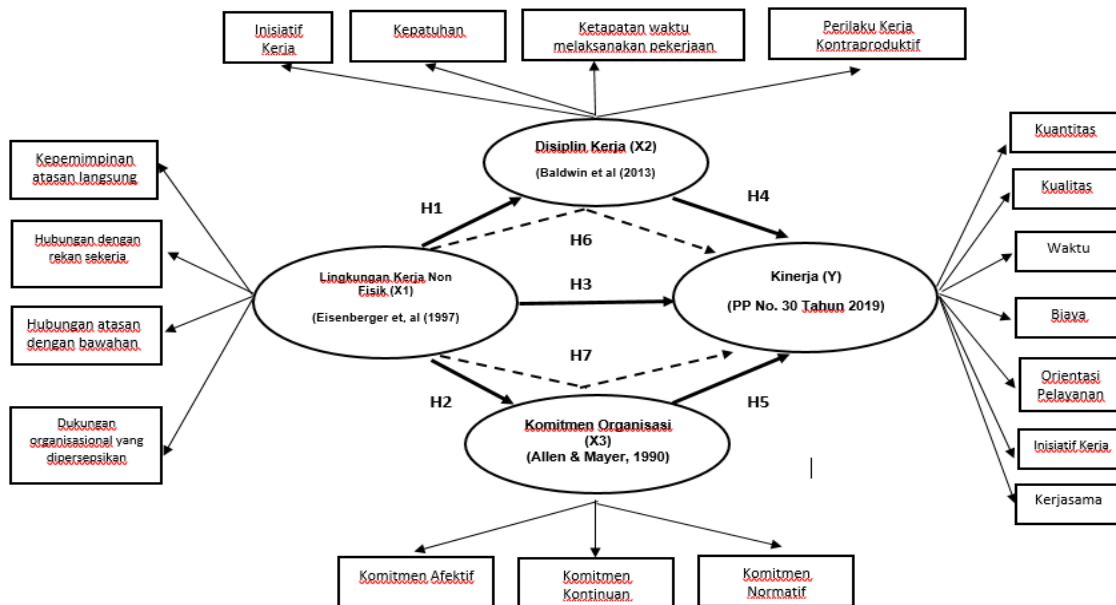 Inisiatif
Kerja
Kepatuhan
Ketapatan waktu
melaksanakan pekerjaan
Perilaku Kerja
Kontraproduktif
Disiplin Kerja (X2)
(Baldwin et al (2013)
Kepemimpinan
atasan langsung
Hubungan dengan
rekan sekerja
Hubungan atasan
dengan bawahan
Dukungan
organisasional yang
dipersepsikan
H1
H4
H6
Lingkungan Kerja Non
Fisik (X1)
(Eisenberger et, al (1997)
H3
Kinerja (Y)
(PP No. 30 Tahun 2019)
H7
H2
H5
Komitmen Organisasi
(X3)
(Allen & Mayer, 1990)
Kuantitas
Kualitas
Waktu
Biaya
Orientasi
Pelayanan
Inisiatif Kerja
Kerjasama
Komitmen Afektif
Komitmen
Kontinuan
Komitmen
Normatif